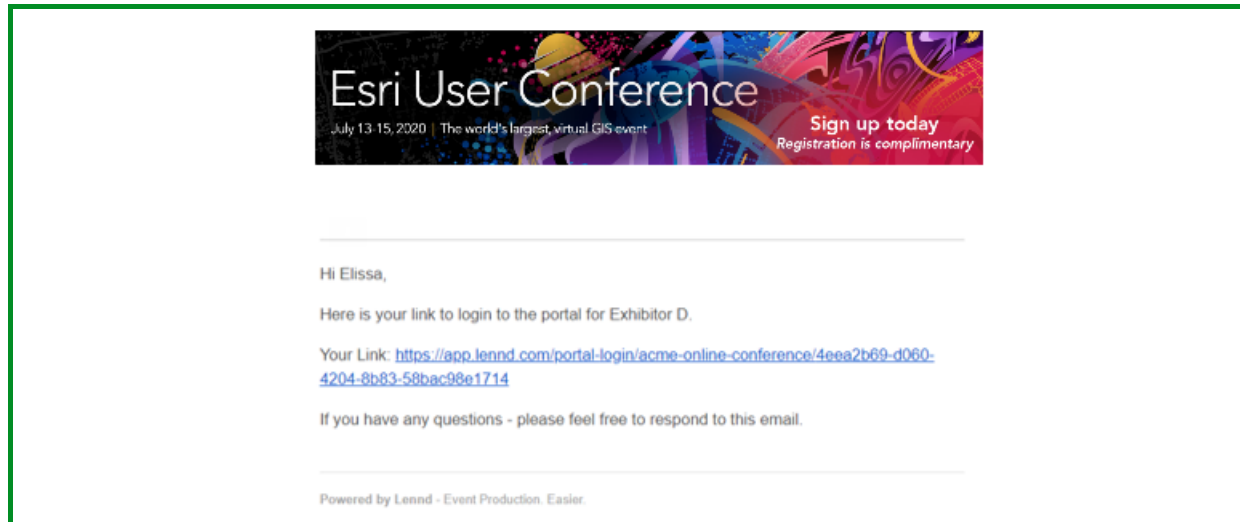 Esri User Conference
July 13-15, 2020 | The world's largest, virtual GIS event
Sign up today
Registration is complimentary
Hi Elissa,
Here is your link to login to the portal for Exhibitor D.
Your Link: https://app.lennd.com/portal-login/acme-online-conference/4eea2b69-d060-
4204-8b83-58bac98e1714
If you have any questions - please feel free to respond to this email.
Powered by Lennd - Event Production. Easier.